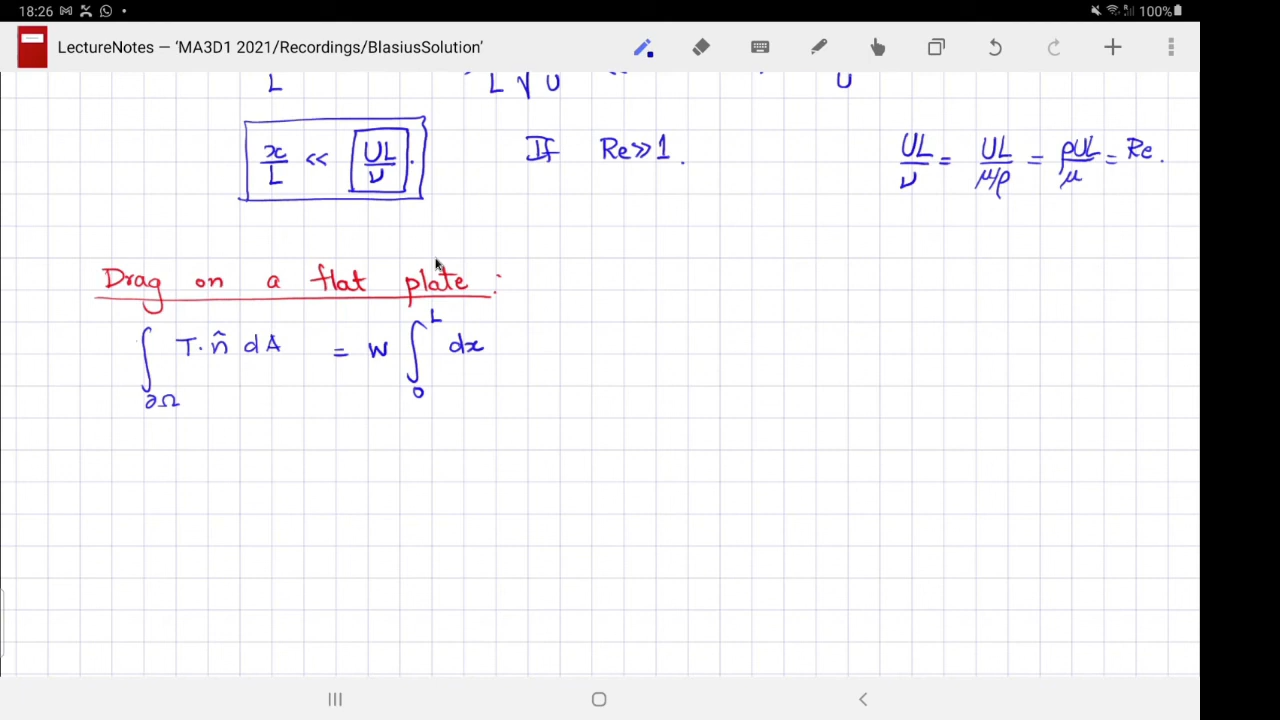 18:26 100%
LectureNotes — ‘MA3D1 2021/Recordings/BlasiusSolution’
L L √ U U
x/L << UL/ν . If Re>>1. UL/ν = UL/μ/ρ = ρUL/μ = Re.
Drag on a flat plate :
∫∂Ω T. n̂ dA = W ∫₀ᴸ dx